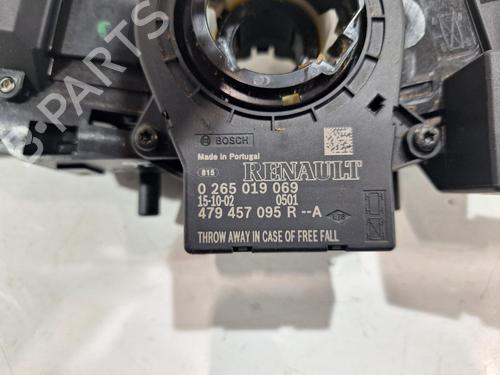 BOSCH
Made in Portugal
815
RENAULT
0 265 019 069
15-10-02 0501
479 457 095 R --A
THROW AWAY IN CASE OF FREE FALL
B-PARTS